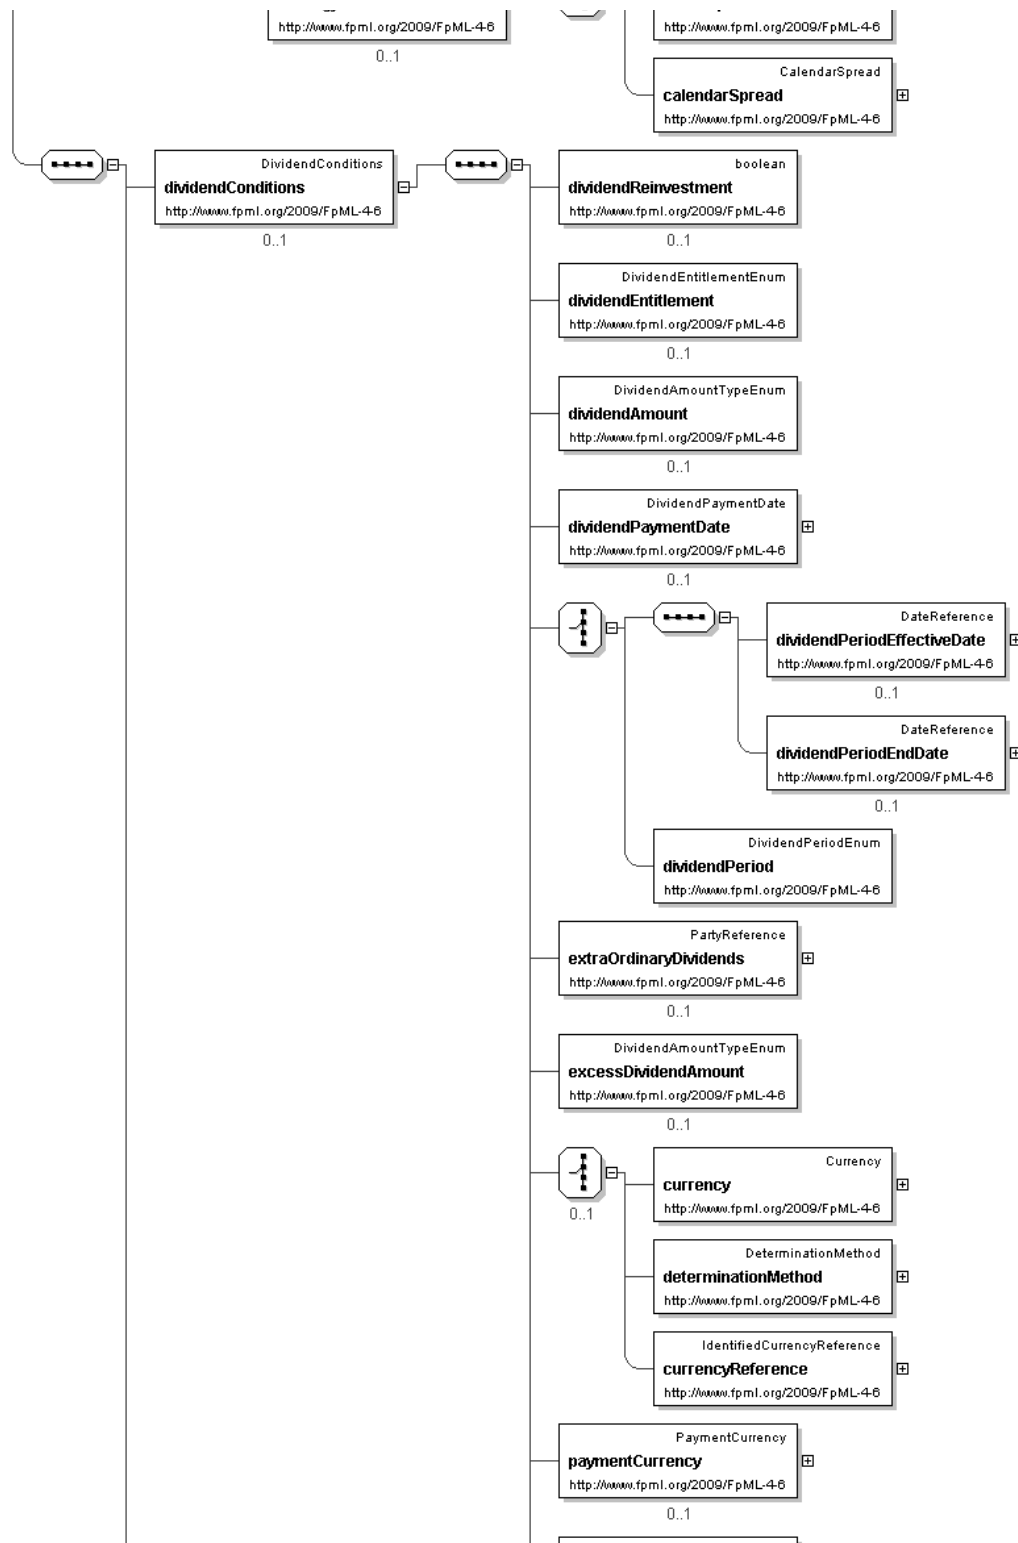 http://www.fpml.org/2009/FpML-4-6
0..1
http://www.fpml.org/2009/FpML-4-6
CalendarSpread
calendarSpread
http://www.fpml.org/2009/FpML-4-6
DividendConditions
dividendConditions
http://www.fpml.org/2009/FpML-4-6
0..1
boolean
dividendReinvestment
http://www.fpml.org/2009/FpML-4-6
0..1
DividendEntitlementEnum
dividendEntitlement
http://www.fpml.org/2009/FpML-4-6
0..1
DividendAmountTypeEnum
dividendAmount
http://www.fpml.org/2009/FpML-4-6
0..1
DividendPaymentDate
dividendPaymentDate
http://www.fpml.org/2009/FpML-4-6
0..1
DateReference
dividendPeriodEffectiveDate
http://www.fpml.org/2009/FpML-4-6
0..1
DateReference
dividendPeriodEndDate
http://www.fpml.org/2009/FpML-4-6
0..1
DividendPeriodEnum
dividendPeriod
http://www.fpml.org/2009/FpML-4-6
PartyReference
extraOrdinaryDividends
http://www.fpml.org/2009/FpML-4-6
0..1
DividendAmountTypeEnum
excessDividendAmount
http://www.fpml.org/2009/FpML-4-6
0..1
0..1
Currency
currency
http://www.fpml.org/2009/FpML-4-6
DeterminationMethod
determinationMethod
http://www.fpml.org/2009/FpML-4-6
IdentifiedCurrencyReference
currencyReference
http://www.fpml.org/2009/FpML-4-6
PaymentCurrency
paymentCurrency
http://www.fpml.org/2009/FpML-4-6
0..1